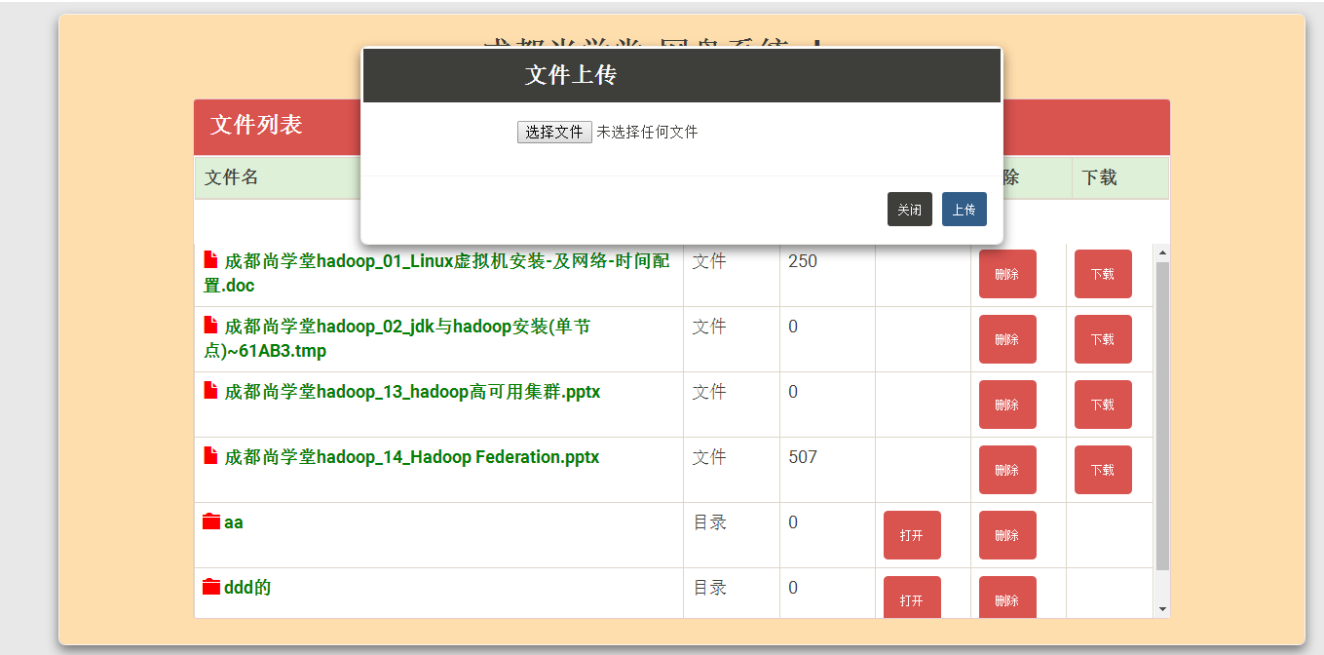 文件上传
文件列表
选择文件 未选择任何文件
文件名 除 下载
关闭 上传
成都尚学堂hadoop_01_Linux虚拟机安装-及网络-时间配 文件 250
置.doc
删除 下载
成都尚学堂hadoop_02_jdk与hadoop安装(单节 文件 0
点)~61AB3.tmp
删除 下载
成都尚学堂hadoop_13_hadoop高可用集群.pptx 文件 0
删除 下载
成都尚学堂hadoop_14_Hadoop Federation.pptx 文件 507
删除 下载
aa 目录 0
打开 删除
ddd的 目录 0
打开 删除